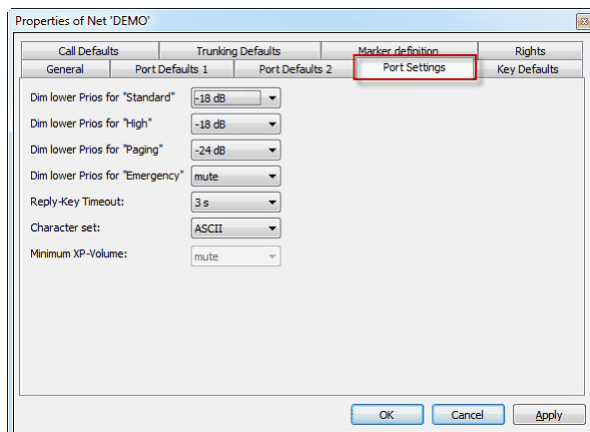 Properties of Net 'DEMO'
Call Defaults Trunking Defaults Marker definition Rights
General Port Defaults 1 Port Defaults 2 Port Settings Key Defaults
Dim lower Prios for "Standard" -18 dB
Dim lower Prios for "High" -18 dB
Dim lower Prios for "Paging" -24 dB
Dim lower Prios for "Emergency" mute
Reply-Key Timeout: 3 s
Character set: ASCII
Minimum XP-Volume: mute
OK Cancel Apply